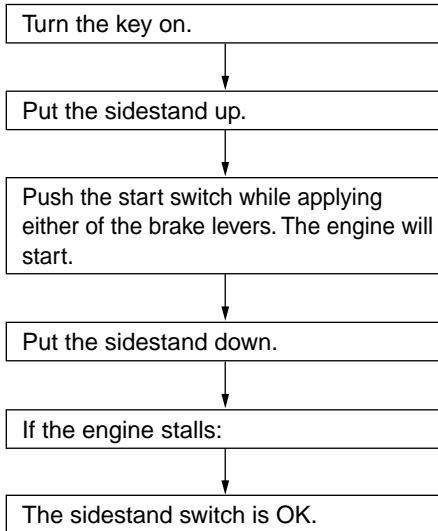 Turn the key on.
Put the sidestand up.
Push the start switch while applying
either of the brake levers. The engine will
start.
Put the sidestand down.
If the engine stalls:
The sidestand switch is OK.